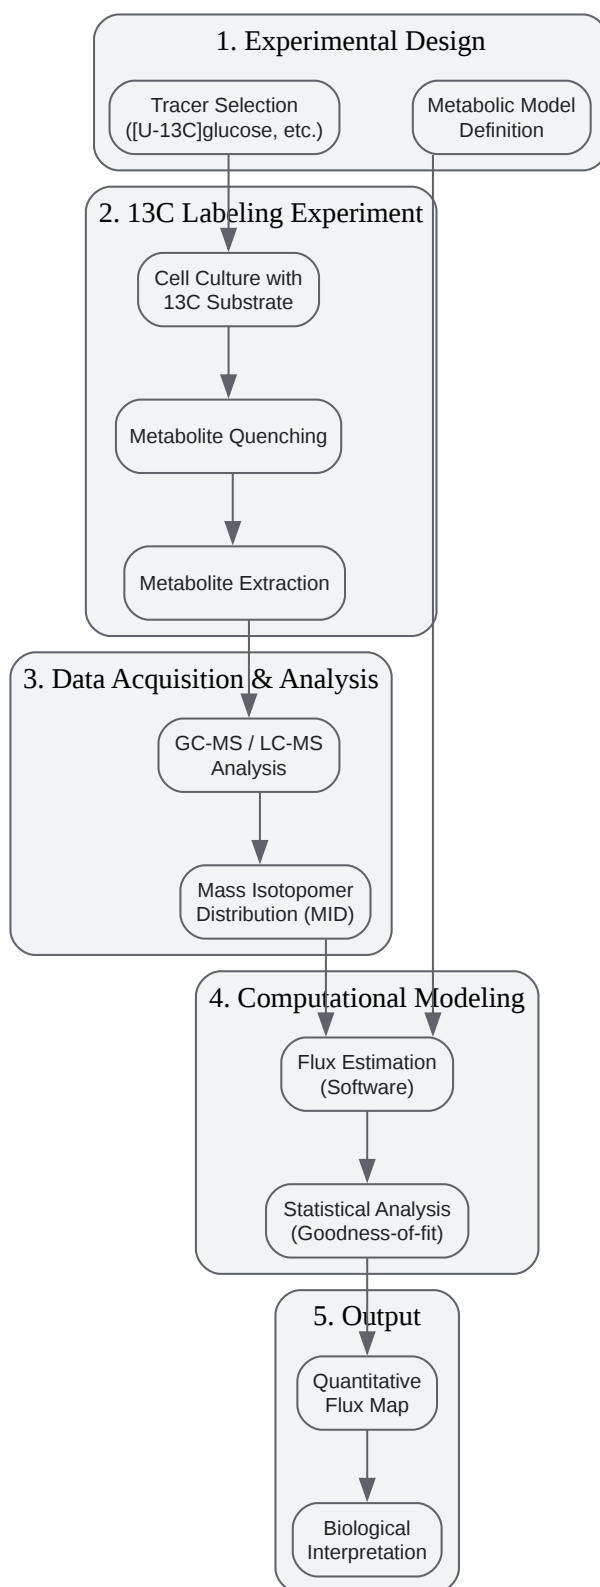 1. Experimental Design
Tracer Selection
([U-13C]glucose, etc.)
Metabolic Model
Definition
2. 13C Labeling Experiment
Cell Culture with
13C Substrate
Metabolite Quenching
Metabolite Extraction
3. Data Acquisition & Analysis
GC-MS / LC-MS
Analysis
Mass Isotopomer
Distribution (MID)
4. Computational Modeling
Flux Estimation
(Software)
Statistical Analysis
(Goodness-of-fit)
5. Output
Quantitative
Flux Map
Biological
Interpretation